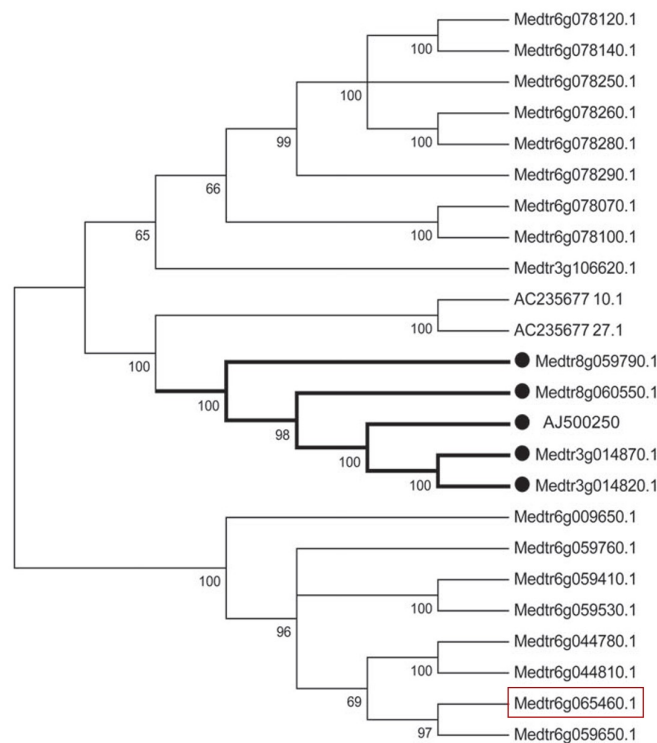 Medtr6g078120.1
100
Medtr6g078140.1
Medtr6g078250.1
100
Medtr6g078260.1
99
100
Medtr6g078280.1
Medtr6g078290.1
66
Medtr6g078070.1
65
100
Medtr6g078100.1
Medtr3g106620.1
AC235677 10.1
100
AC235677 27.1
100
Medtr8g059790.1
100
Medtr8g060550.1
98
AJ500250
100
Medtr3g014870.1
100
Medtr3g014820.1
Medtr6g009650.1
100
Medtr6g059760.1
Medtr6g059410.1
100
Medtr6g059530.1
96
Medtr6g044780.1
100
Medtr6g044810.1
69
Medtr6g065460.1
97
Medtr6g059650.1